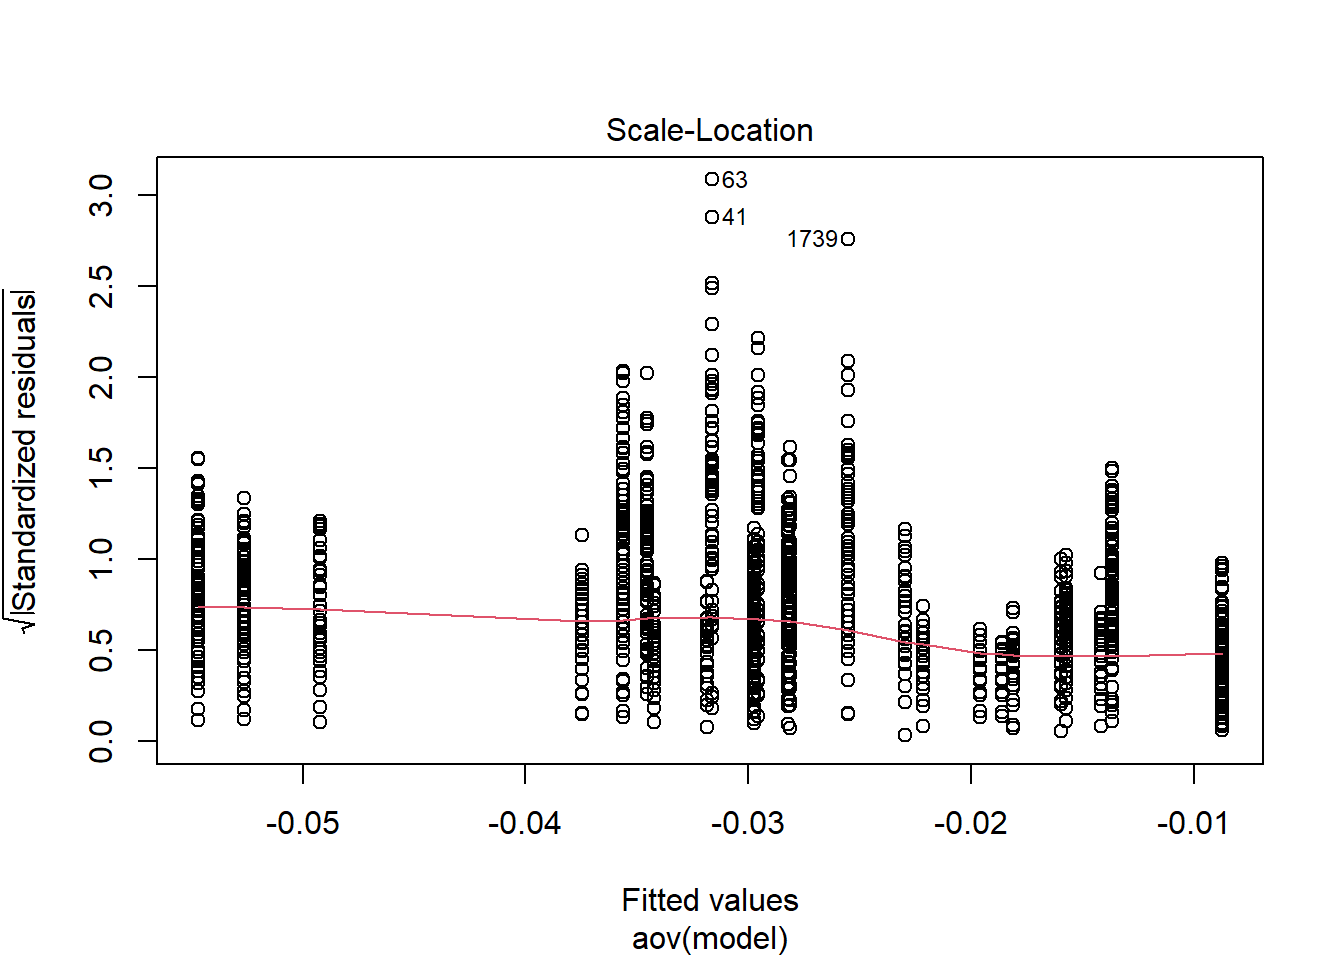 Scale-Location
√|Standardized residuals|
3.0
2.5
2.0
1.5
1.0
0.5
0.0
63
41
1739
-0.05 -0.04 -0.03 -0.02 -0.01
Fitted values
aov(model)